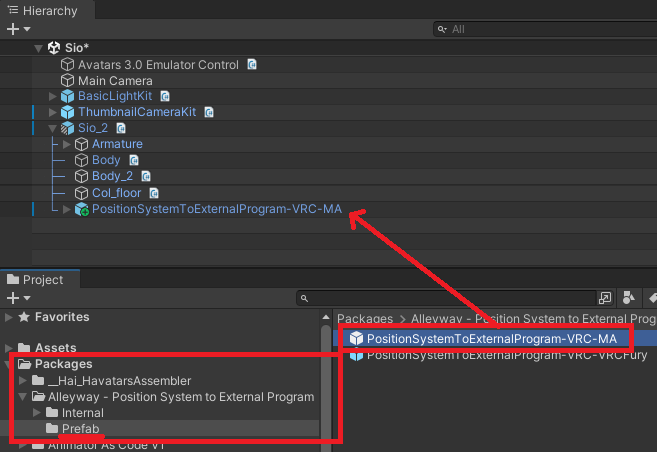 Hierarchy
All
Sio*
Avatars 3.0 Emulator Control
Main Camera
BasicLightKit
ThumbnailCameraKit
Sio_2
Armature
Body
Body_2
Col_floor
PositionSystemToExternalProgram-VRC-MA
Project
Favorites
Assets
Packages
__Hai_HavatarsAssembler
Alleyway - Position System to External Program
Internal
Prefab
Animator As Code V1
Packages > Alleyway - Position System to External Prog
PositionSystemToExternalProgram-VRC-MA
PositionSystemToExternalProgram-VRC-VRCFury